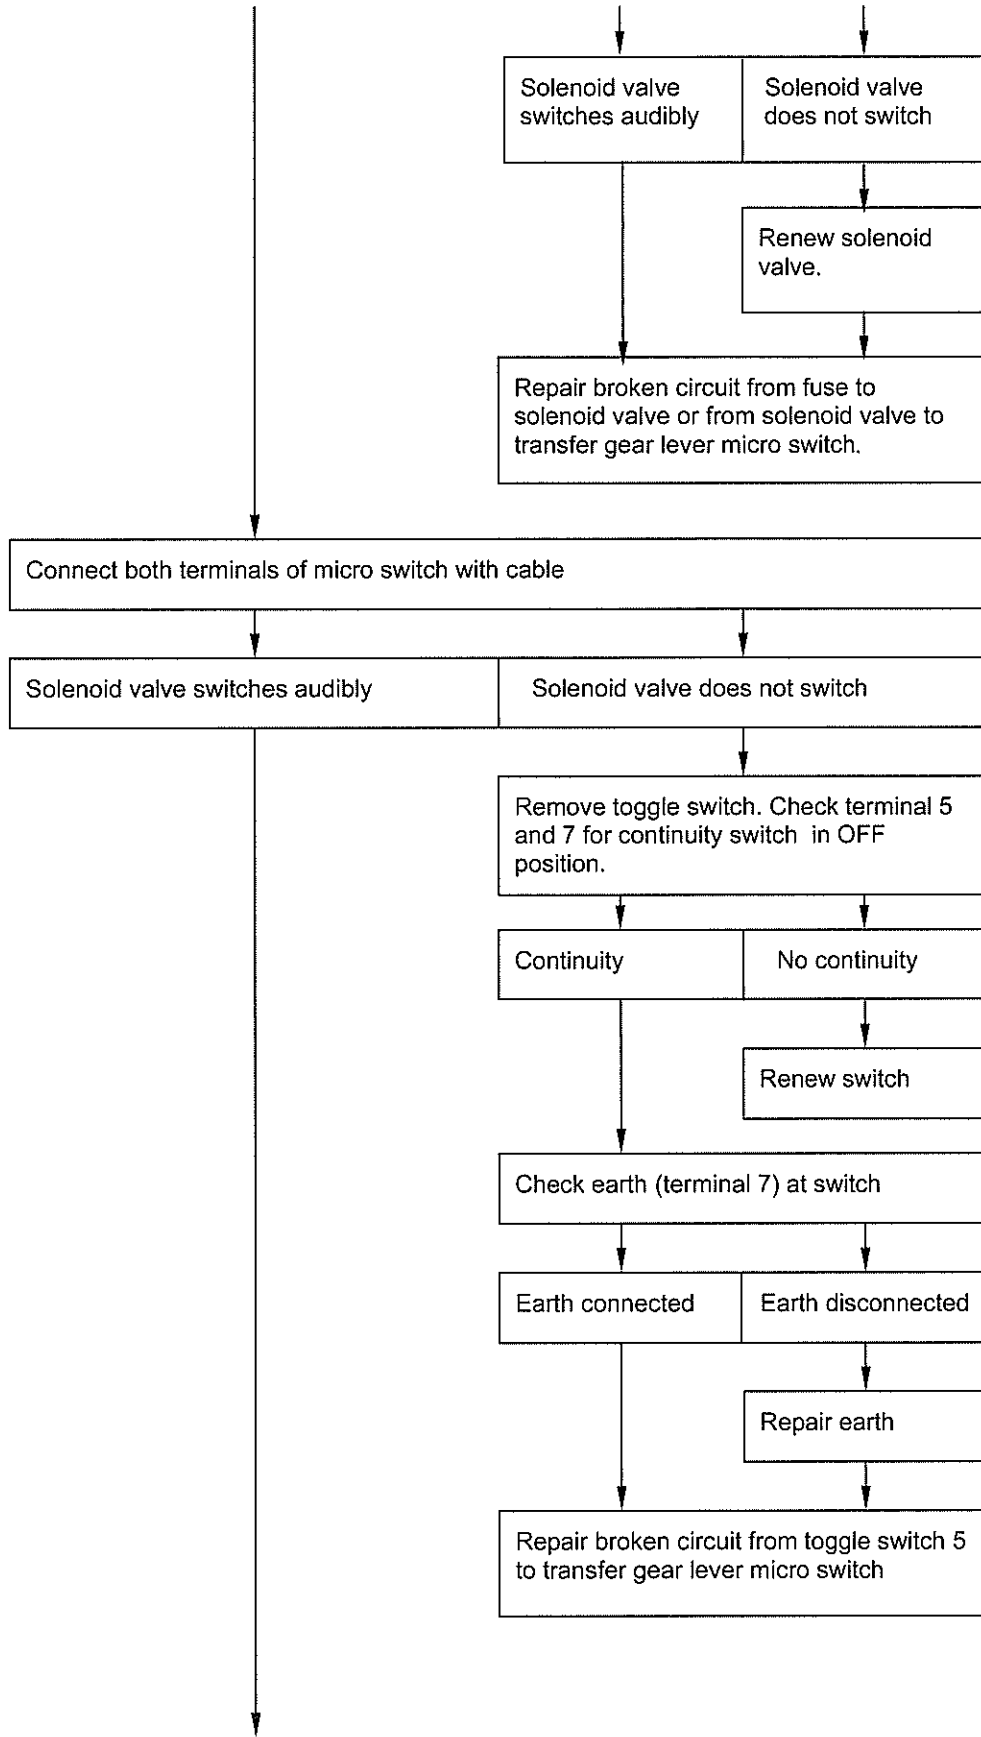 Solenoid valve
switches audibly
Solenoid valve
does not switch
Renew solenoid
valve.
Repair broken circuit from fuse to
solenoid valve or from solenoid valve to
transfer gear lever micro switch.
Connect both terminals of micro switch with cable
Solenoid valve switches audibly
Solenoid valve does not switch
Remove toggle switch. Check terminal 5
and 7 for continuity switch in OFF
position.
Continuity
No continuity
Renew switch
Check earth (terminal 7) at switch
Earth connected
Earth disconnected
Repair earth
Repair broken circuit from toggle switch 5
to transfer gear lever micro switch